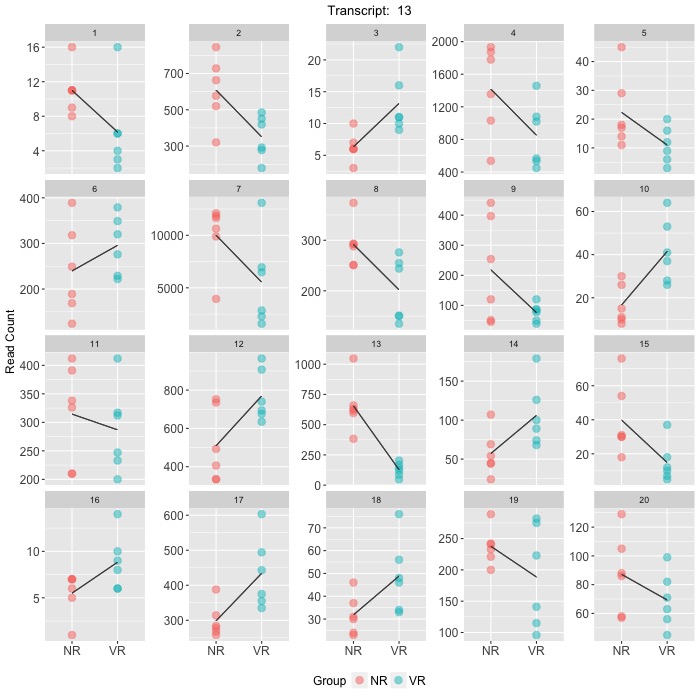 Transcript: 13
1 2 3 4 5
16 12 8 4
700 500 300
20 15 10 5
2000 1600 1200 800 400
40 30 20 10
6 7 8 9 10
400 300 200
10000 5000
300 200
400 300 200 100
60 40 20
Read Count
11 12 13 14 15
400 350 300 250 200
800 600 400
1000 750 500 250 0
150 100 50
60 40 20
16 17 18 19 20
10 5
600 500 400 300
70 60 50 40 30
250 200 150 100
120 100 80 60
NR VR NR VR NR VR NR VR NR VR
Group NR VR